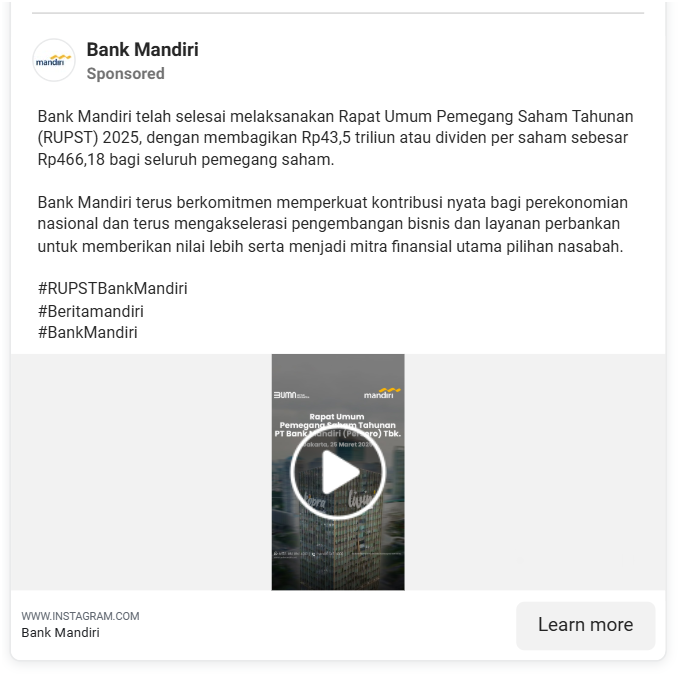 mandiri
Bank Mandiri
Sponsored
Bank Mandiri telah selesai melaksanakan Rapat Umum Pemegang Saham Tahunan
(RUPST) 2025, dengan membagikan Rp43,5 triliun atau dividen per saham sebesar
Rp466,18 bagi seluruh pemegang saham.
Bank Mandiri terus berkomitmen memperkuat kontribusi nyata bagi perekonomian
nasional dan terus mengakselerasi pengembangan bisnis dan layanan perbankan
untuk memberikan nilai lebih serta menjadi mitra finansial utama pilihan nasabah.
#RUPSTBankMandiri
#Beritamandiri
#BankMandiri
BUMN
mandiri
Rapat Umum
Pemegang Saham Tahunan
PT Bank Mandiri (Persero) Tbk.
Jakarta, 25 Maret 2025
livin'
WWW.INSTAGRAM.COM
Bank Mandiri
Learn more